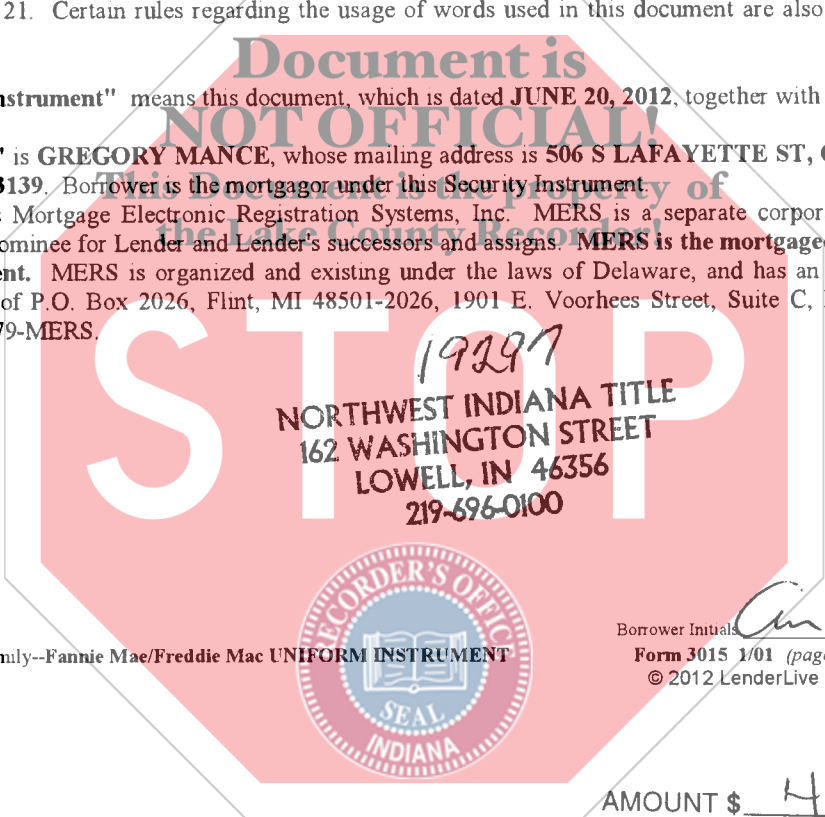 21. Certain rules regarding the usage of words used in this document are also
Document is
nstrument" means this document, which is dated JUNE 20, 2012, together with
NOT OFFICIAL!
" is GREGORY MANCE, whose mailing address is 506 S LAFAYETTE ST,
3139. Borrower is the mortgagor under this Security Instrument.
This Document is the property of
s Mortgage Electronic Registration Systems, Inc. MERS is a separate corpor
the Lake County Recorder!
ominee for Lender and Lender's successors and assigns. MERS is the mortgage
ent. MERS is organized and existing under the laws of Delaware, and has an
of P.O. Box 2026, Flint, MI 48501-2026, 1901 E. Voorhees Street, Suite C,
79-MERS.
19297
STOP
NORTHWEST INDIANA TITLE
162 WASHINGTON STREET
LOWELL, IN 46356
219-696-0100
RECORDER'S OFFIC
SEAL
INDIANA
Borrower Initials
mily--Fannie Mae/Freddie Mac UNIFORM INSTRUMENT
Form 3015 1/01 (page
© 2012 LenderLive
AMOUNT $ 4